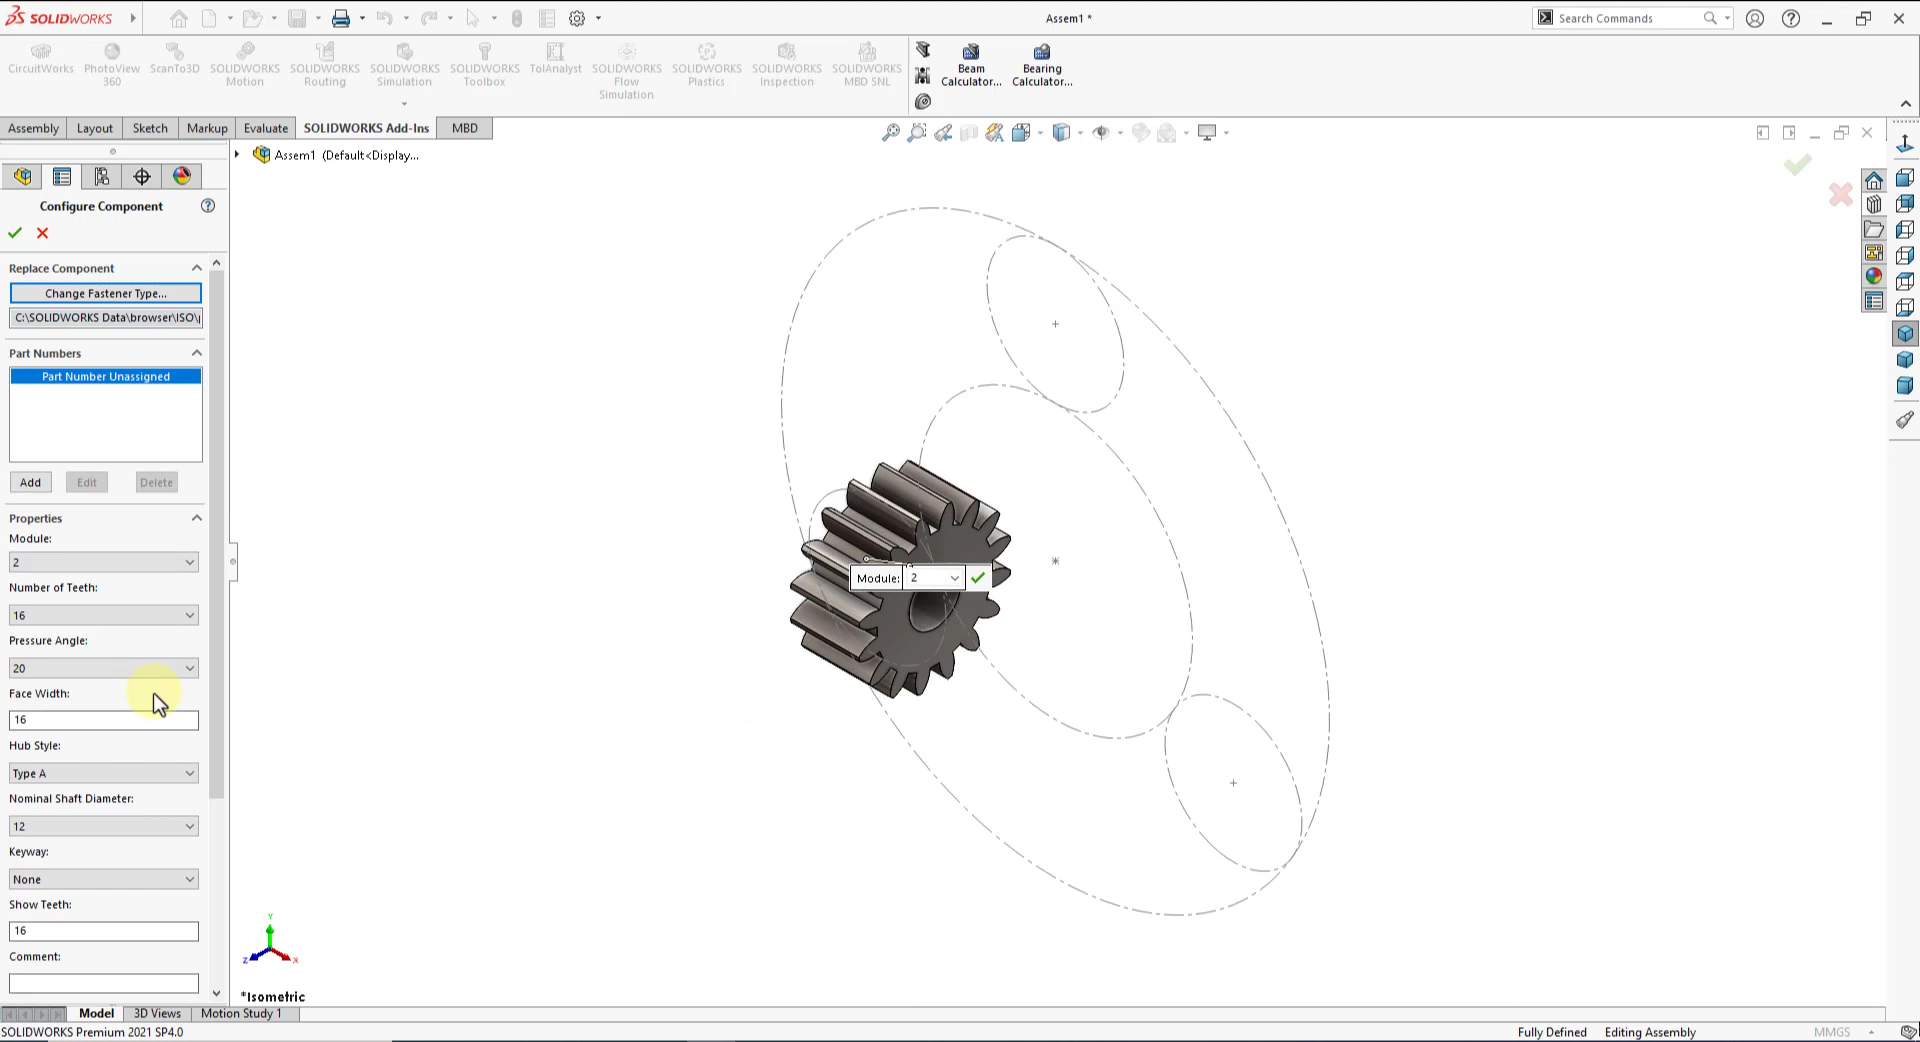 SOLIDWORKS
Assem1 *
Search Commands
CircuitWorks
PhotoView
360
ScanTo3D
SOLIDWORKS
Motion
SOLIDWORKS
Routing
SOLIDWORKS
Simulation
SOLIDWORKS
Toolbox
TolAnalyst
SOLIDWORKS
Flow
Simulation
SOLIDWORKS
Plastics
SOLIDWORKS
Inspection
SOLIDWORKS
MBD SNL
Beam
Calculator...
Bearing
Calculator...
Assembly
Layout
Sketch
Markup
Evaluate
SOLIDWORKS Add-Ins
MBD
Assem1 (Default<Display...
Configure Component
Replace Component
Change Fastener Type...
C:\SOLIDWORKS Data\browser\ISO\
Part Numbers
Part Number Unassigned
Add
Edit
Delete
Properties
Module:
2
Number of Teeth:
16
Pressure Angle:
20
Face Width:
16
Hub Style:
Type A
Nominal Shaft Diameter:
12
Keyway:
None
Show Teeth:
16
Comment:
Module: 2
Y
Z
X
*Isometric
Model
3D Views
Motion Study 1
SOLIDWORKS Premium 2021 SP4.0
Fully Defined
Editing Assembly
MMGS